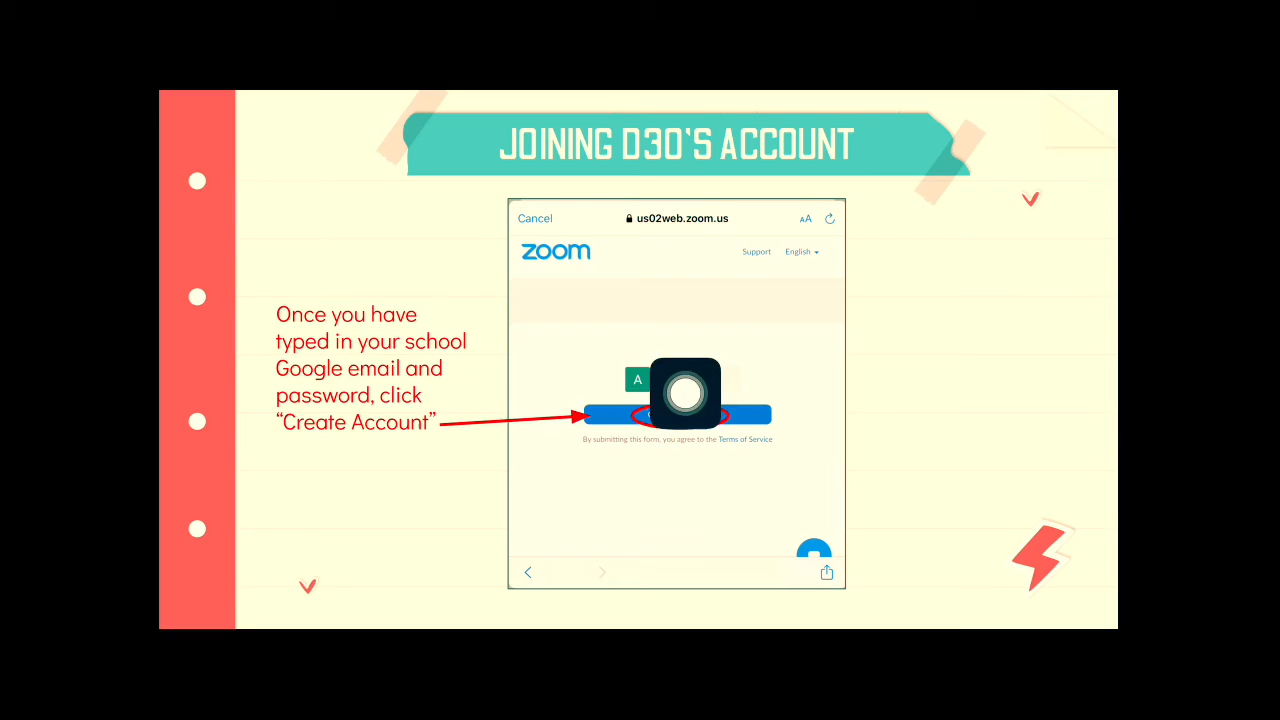 JOINING D30'S ACCOUNT
Cancel
us02web.zoom.us
AA
zoom
Support
English
Once you have
typed in your school
Google email and
password, click
“Create Account”
A
By submitting this form, you agree to the Terms of Service